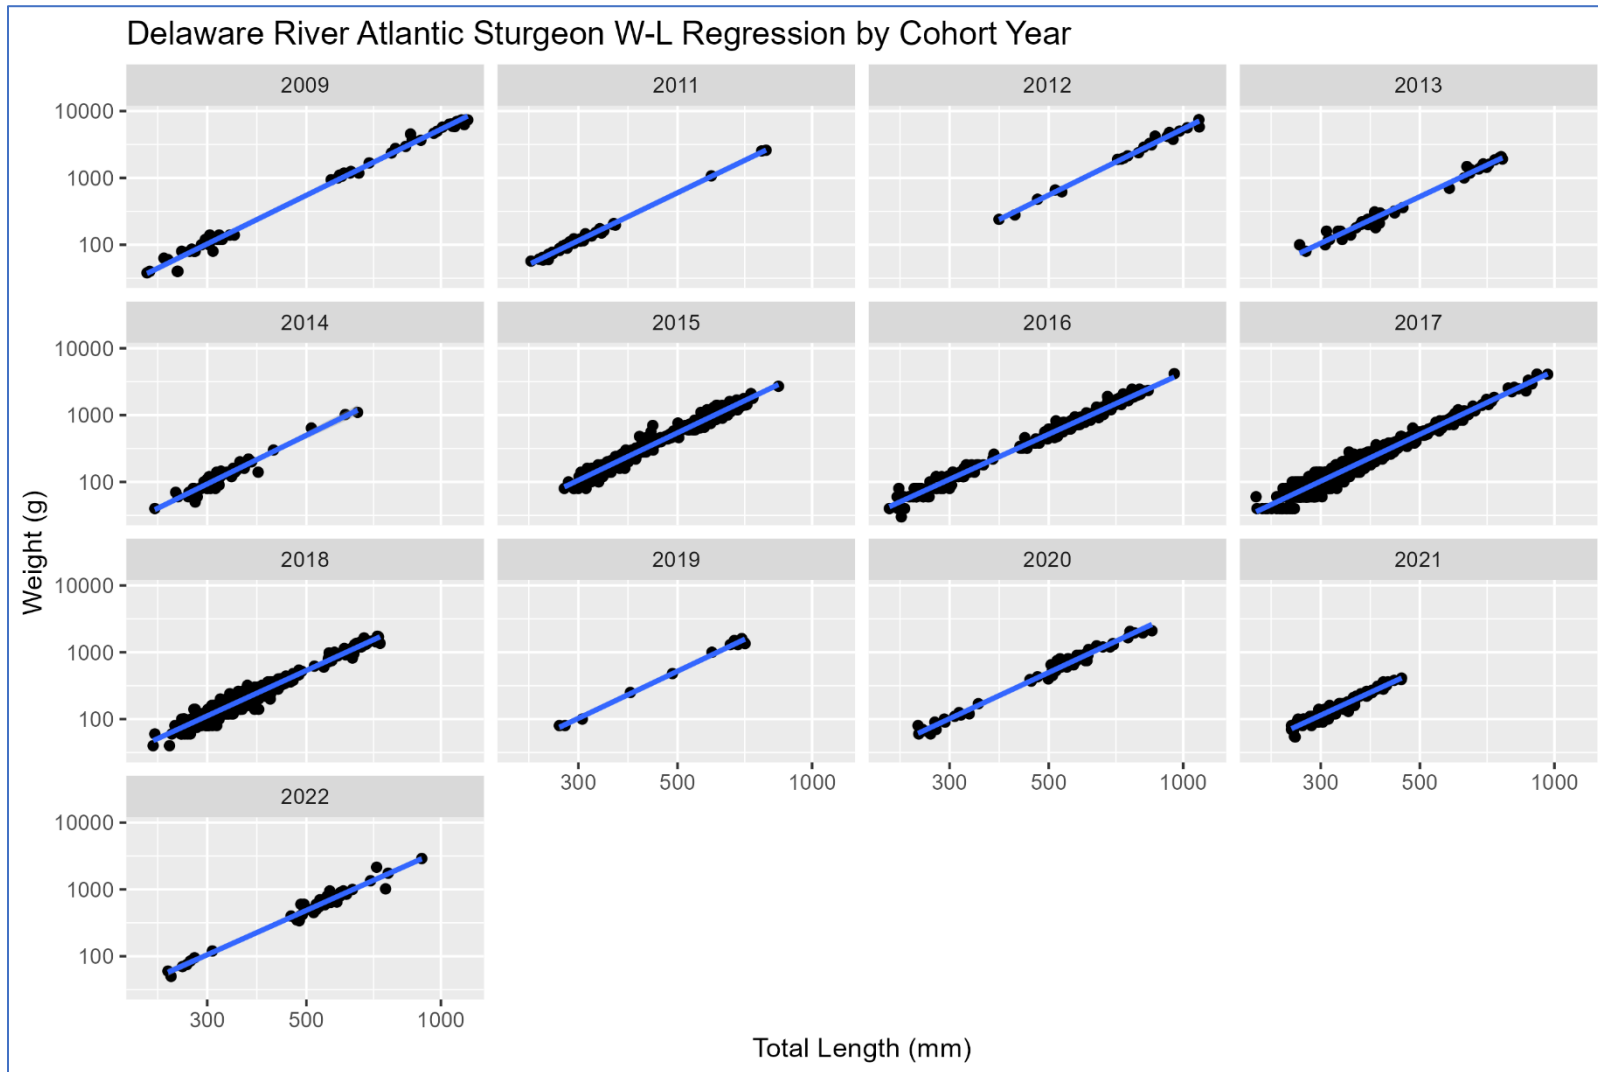 Delaware River Atlantic Sturgeon W-L Regression by Cohort Year
2009 2011 2012 2013
10000
1000
100
2014 2015 2016 2017
10000
1000
100
Weight (g)
2018 2019 2020 2021
10000
1000
100
300 500 1000 300 500 1000 300 500 1000
2022
10000
1000
100
300 500 1000
Total Length (mm)